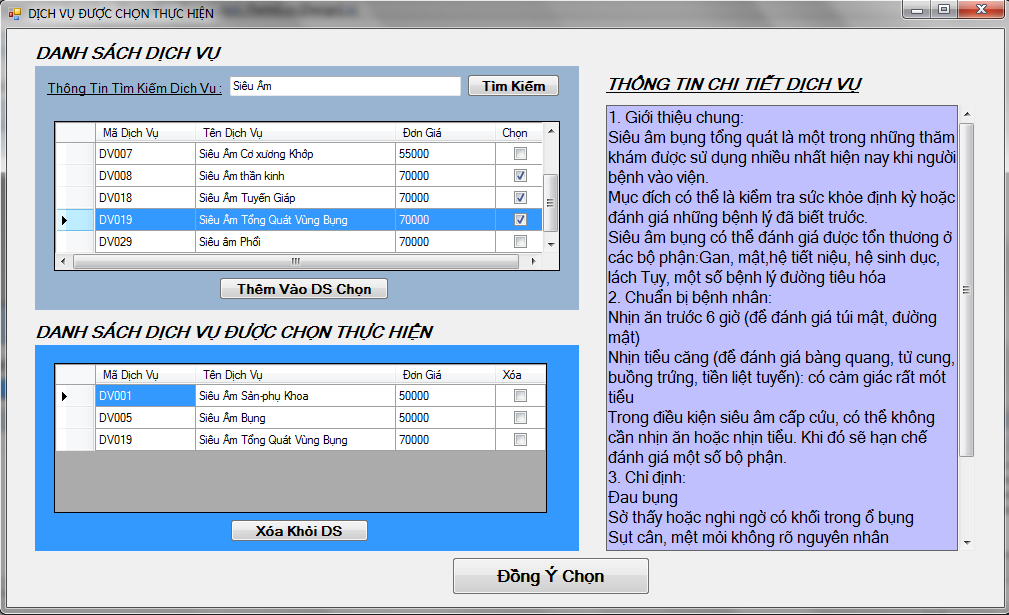 DỊCH VỤ ĐƯỢC CHỌN THỰC HIỆN
DANH SÁCH DỊCH VỤ
Thông Tin Tìm Kiếm Dịch Vụ : Siêu Âm Tìm Kiếm
Mã Dịch Vụ Tên Dịch Vụ Đơn Giá Chọn
DV007 Siêu Âm Cơ xương Khớp 55000
DV008 Siêu Âm thần kinh 70000
DV018 Siêu Âm Tuyến Giáp 70000
DV019 Siêu Âm Tổng Quát Vùng Bụng 70000
DV029 Siêu âm Phổi 70000
Thêm Vào DS Chọn
DANH SÁCH DỊCH VỤ ĐƯỢC CHỌN THỰC HIỆN
Mã Dịch Vụ Tên Dịch Vụ Đơn Giá Xóa
DV001 Siêu Âm Sản-phụ Khoa 50000
DV005 Siêu Âm Bụng 50000
DV019 Siêu Âm Tổng Quát Vùng Bụng 70000
Xóa Khỏi DS
THÔNG TIN CHI TIẾT DỊCH VỤ
1. Giới thiệu chung:
Siêu âm bụng tổng quát là một trong những thăm
khám được sử dụng nhiều nhất hiện nay khi người
bệnh vào viện.
Mục đích có thể là kiểm tra sức khỏe định kỳ hoặc
đánh giá những bệnh lý đã biết trước.
Siêu âm bụng có thể đánh giá được tổn thương ở
các bộ phận:Gan, mật,hệ tiết niệu, hệ sinh dục,
lách Tụy, một số bệnh lý đường tiêu hóa
2. Chuẩn bị bệnh nhân:
Nhịn ăn trước 6 giờ (để đánh giá túi mật, đường
mật)
Nhịn tiểu căng (để đánh giá bàng quang, tử cung,
buồng trứng, tiền liệt tuyến): có cảm giác rất mót
tiểu
Trong điều kiện siêu âm cấp cứu, có thể không
cần nhịn ăn hoặc nhịn tiểu. Khi đó sẽ hạn chế
đánh giá một số bộ phận.
3. Chỉ định:
Đau bụng
Sờ thấy hoặc nghi ngờ có khối trong ổ bụng
Sụt cân, mệt mỏi không rõ nguyên nhân
Đồng Ý Chọn